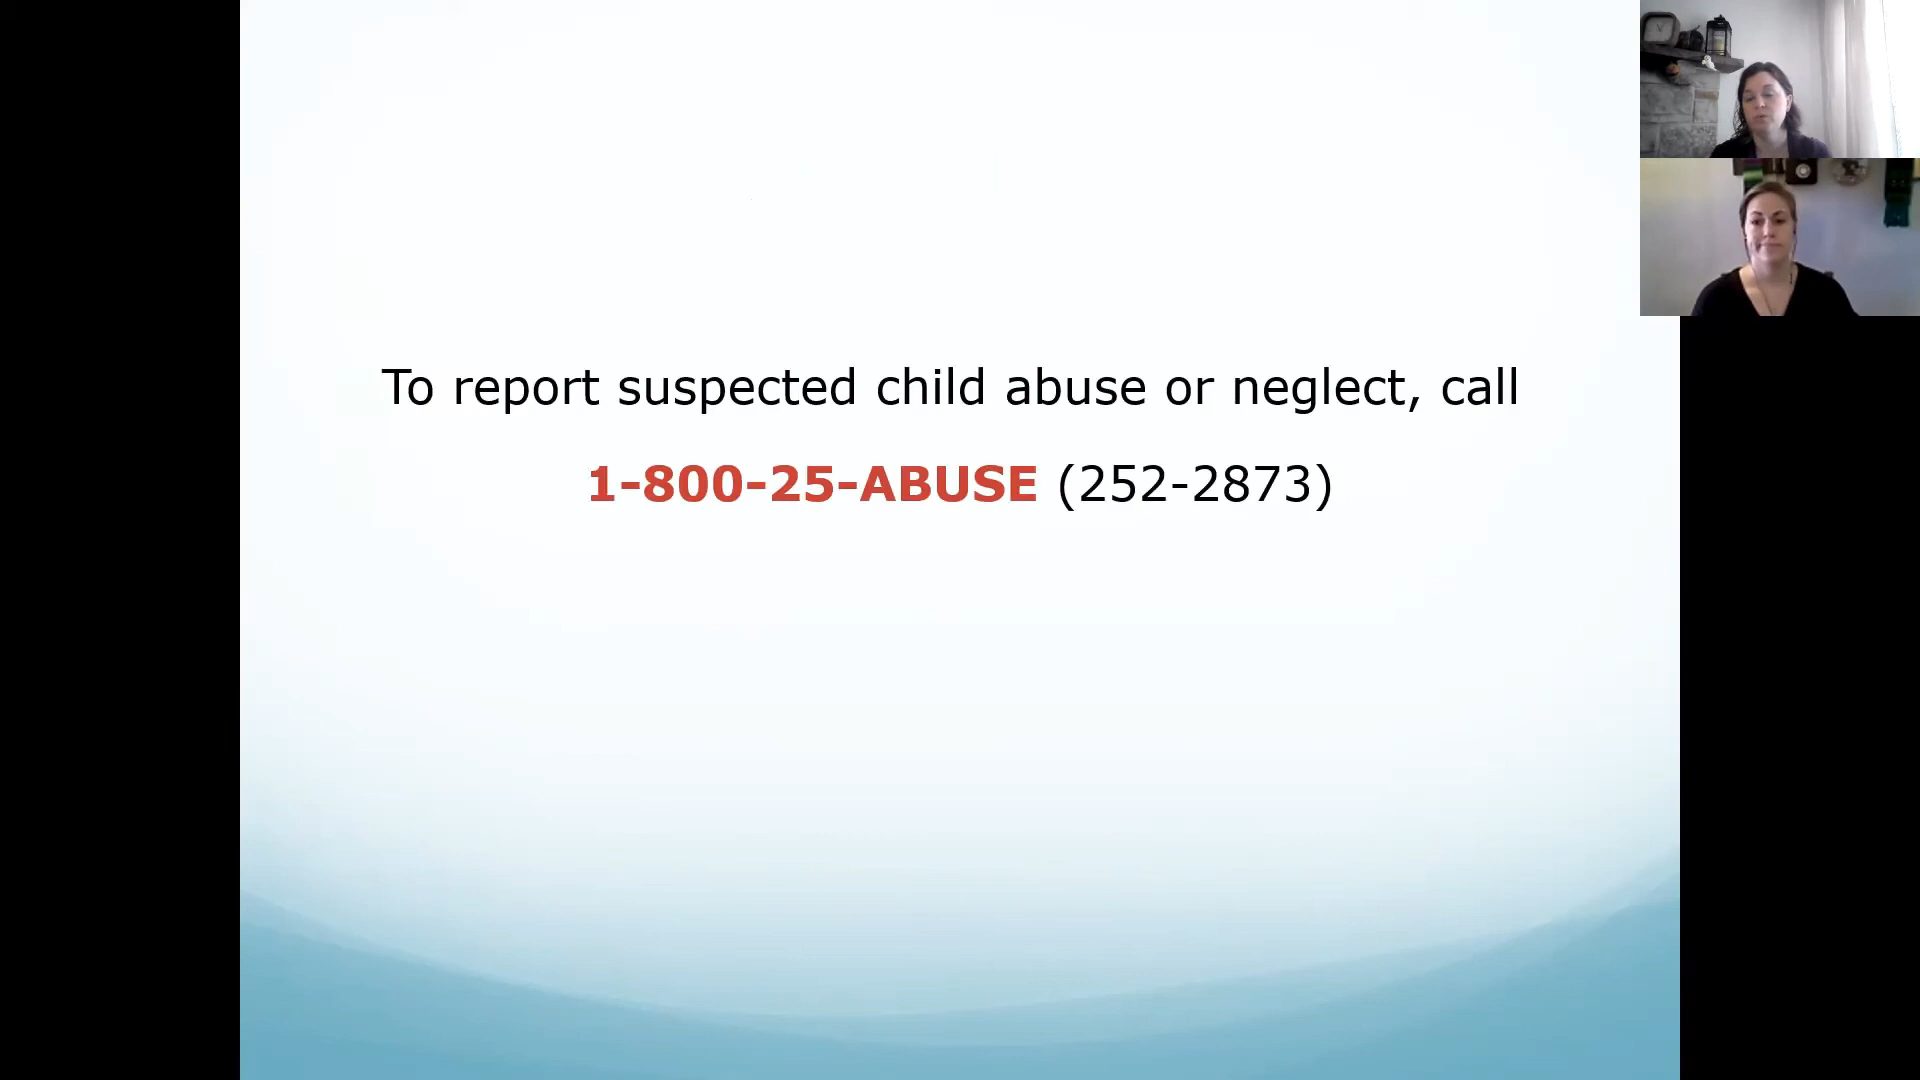 To report suspected child abuse or neglect, call
1-800-25-ABUSE (252-2873)